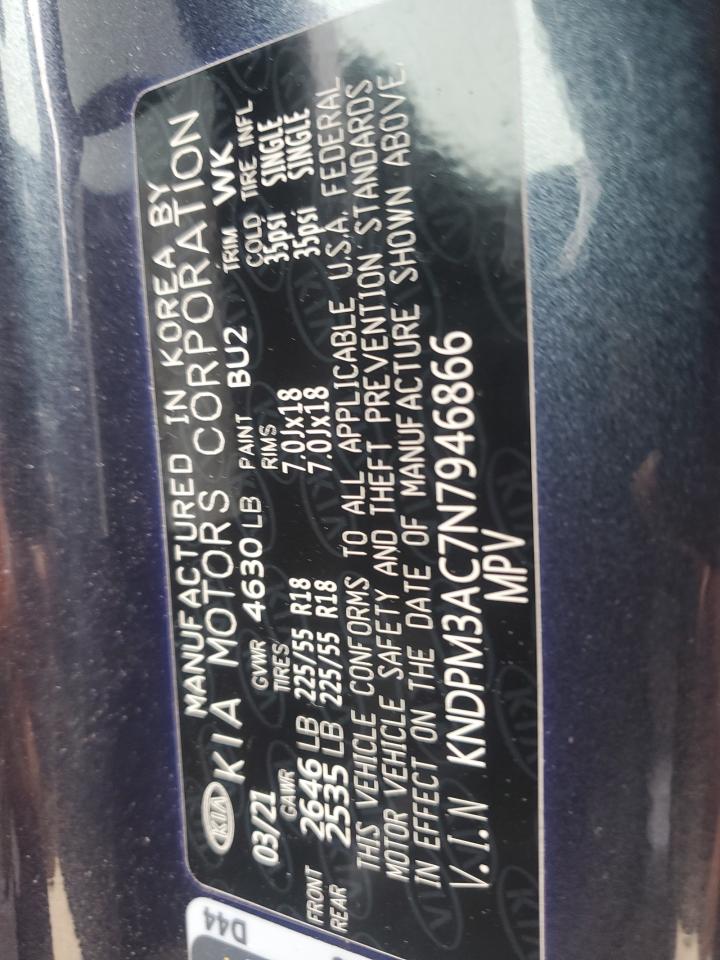 MANUFACTURED IN KOREA BY
KIA KIA MOTORS CORPORATION
03/21 GVWR 4630 LB PAINT BU2 TRIM WK
GAWR TIRES RIMS COLD TIRE INFL
FRONT 2646 LB 225/55 R18 7.0Jx18 35psi SINGLE
REAR 2535 LB 225/55 R18 7.0Jx18 35psi SINGLE
THIS VEHICLE CONFORMS TO ALL APPLICABLE U.S.A. FEDERAL
MOTOR VEHICLE SAFETY AND THEFT PREVENTION STANDARDS
IN EFFECT ON THE DATE OF MANUFACTURE SHOWN ABOVE.
V.I.N KNDPM3AC7N7946866
MPV
D44